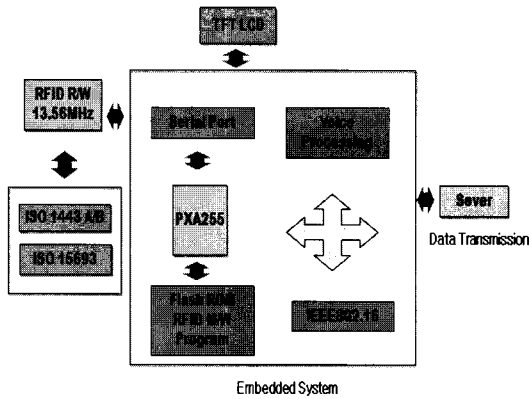 TFT LCD
RFID R/W
13.56MHz
Serial Port
Voice
Processing
ISO 1443 A/B
ISO 15693
PXA255
Sever
Data Transmission
Flash ROM
RFID R/W
Program
IEEE802.15
Embedded System